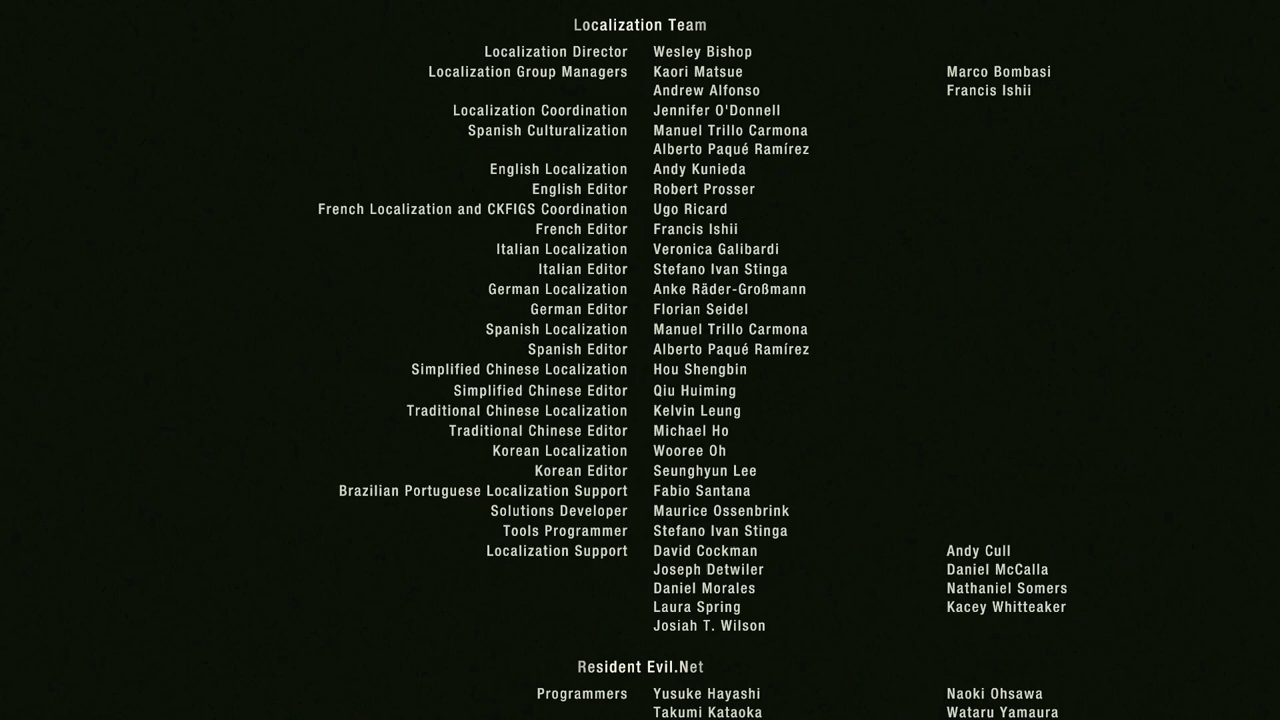 Localization Team
Localization Director Wesley Bishop
Localization Group Managers Kaori Matsue Marco Bombasi
Andrew Alfonso Francis Ishii
Localization Coordination Jennifer O'Donnell
Spanish Culturalization Manuel Trillo Carmona
Alberto Paqué Ramírez
English Localization Andy Kunieda
English Editor Robert Prosser
French Localization and CKFIGS Coordination Ugo Ricard
French Editor Francis Ishii
Italian Localization Veronica Galibardi
Italian Editor Stefano Ivan Stinga
German Localization Anke Räder-Großmann
German Editor Florian Seidel
Spanish Localization Manuel Trillo Carmona
Spanish Editor Alberto Paqué Ramírez
Simplified Chinese Localization Hou Shengbin
Simplified Chinese Editor Qiu Huiming
Traditional Chinese Localization Kelvin Leung
Traditional Chinese Editor Michael Ho
Korean Localization Wooree Oh
Korean Editor Seunghyun Lee
Brazilian Portuguese Localization Support Fabio Santana
Solutions Developer Maurice Ossenbrink
Tools Programmer Stefano Ivan Stinga
Localization Support David Cockman Andy Cull
Joseph Detwiler Daniel McCalla
Daniel Morales Nathaniel Somers
Laura Spring Kacey Whitteaker
Josiah T. Wilson
Resident Evil.Net
Programmers Yusuke Hayashi Naoki Ohsawa
Takumi Kataoka Wataru Yamaura